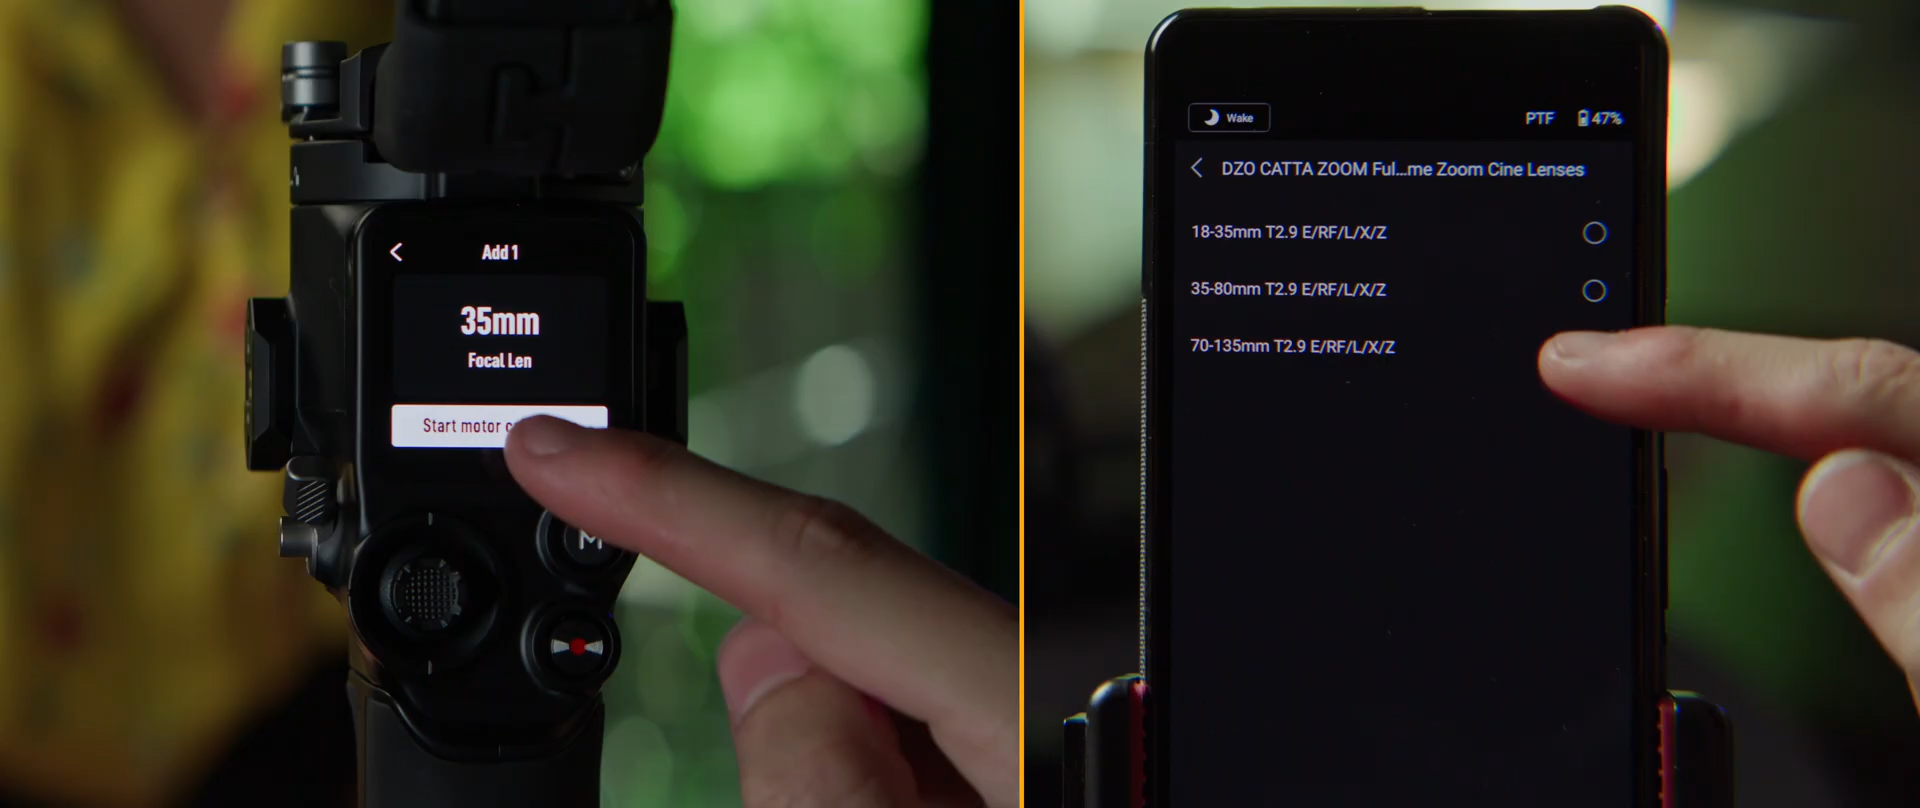 Add 1
35mm
Focal Len
Start motor
M
Wake
PTF
47%
DZO CATTA ZOOM Ful...me Zoom Cine Lenses
18-35mm T2.9 E/RF/L/X/Z
35-80mm T2.9 E/RF/L/X/Z
70-135mm T2.9 E/RF/L/X/Z